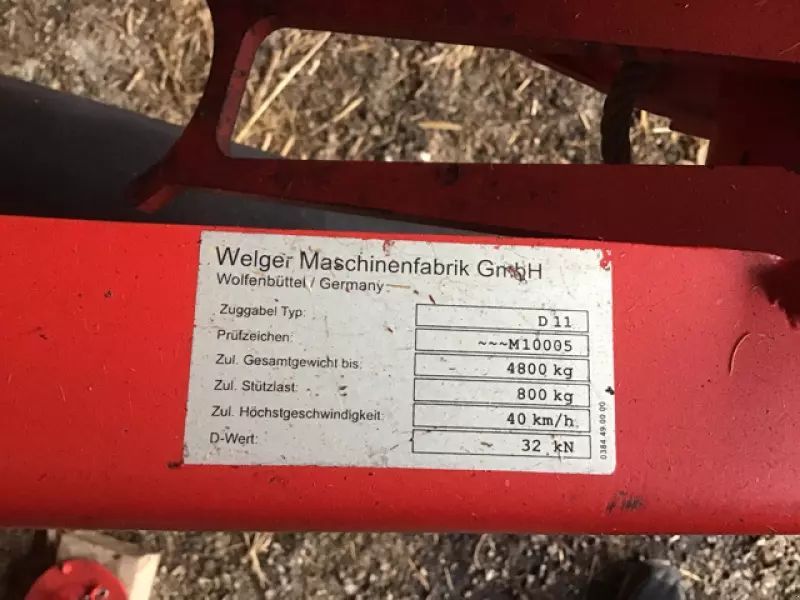 Welger Maschinenfabrik GmbH
Wolfenbüttel / Germany
Zuggabel Typ: D 11
Prüfzeichen: ~~~M10005
Zul. Gesamtgewicht bis: 4800 kg
Zul. Stützlast: 800 kg
Zul. Höchstgeschwindigkeit: 40 km/h
D-Wert: 32 kN
0384.49.00.00